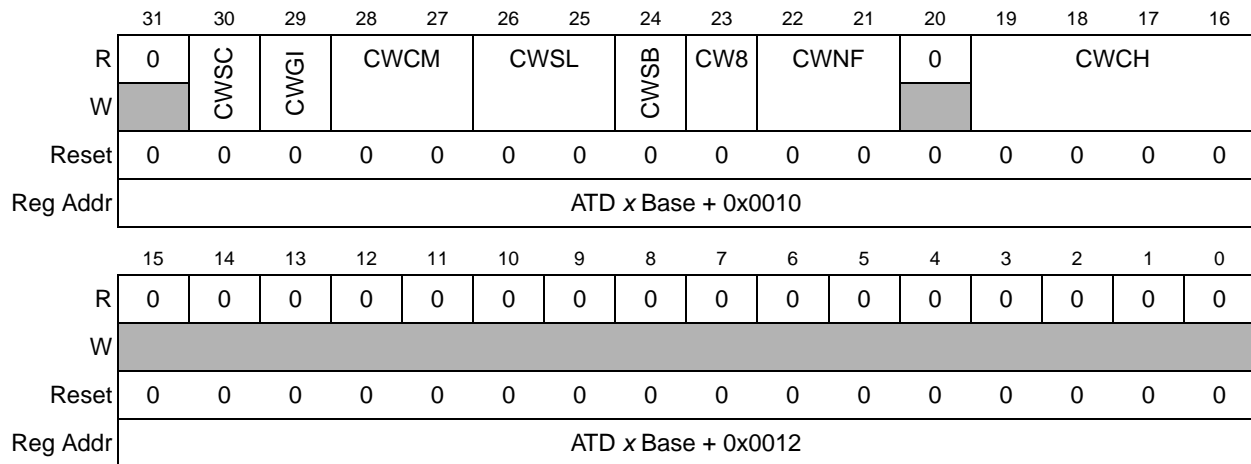 31 30 29 28 27 26 25 24 23 22 21 20 19 18 17 16
R 0 CWSC CWGI CWCM CWSL CWSB CW8 CWNF 0 CWCH
W
Reset 0 0 0 0 0 0 0 0 0 0 0 0 0 0 0 0
Reg Addr ATD x Base + 0x0010
15 14 13 12 11 10 9 8 7 6 5 4 3 2 1 0
R 0 0 0 0 0 0 0 0 0 0 0 0 0 0 0 0
W
Reset 0 0 0 0 0 0 0 0 0 0 0 0 0 0 0 0
Reg Addr ATD x Base + 0x0012